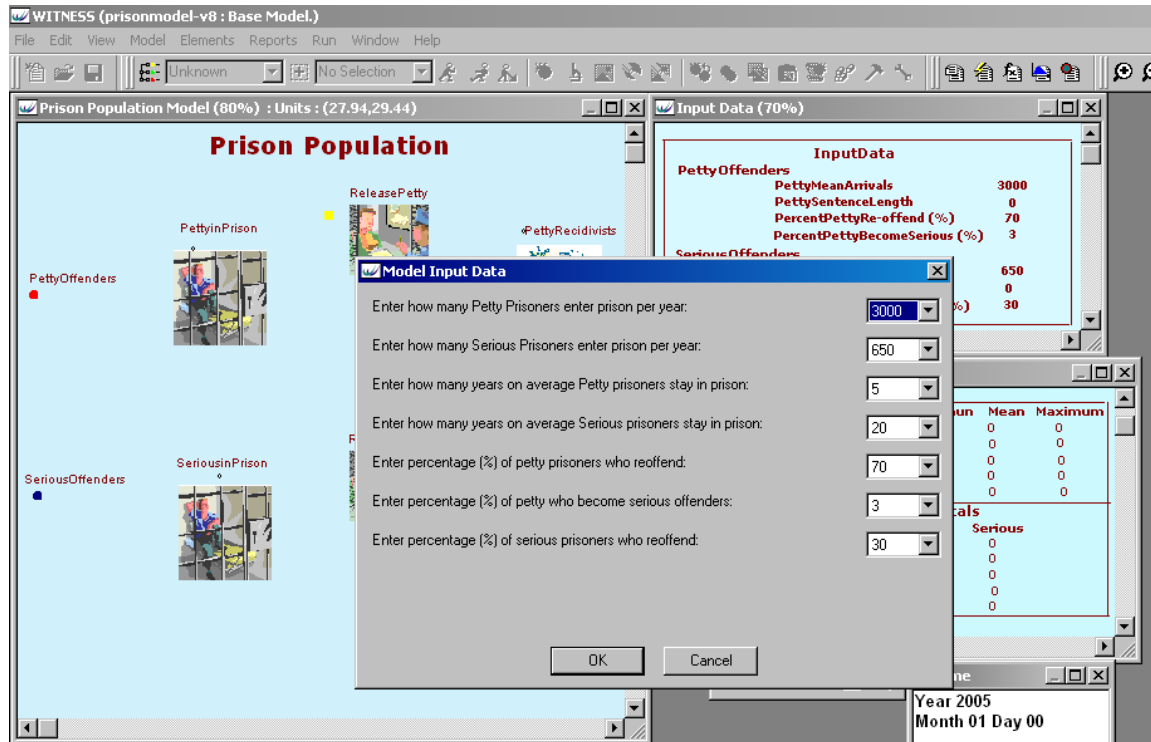 WITNESS (prisonmodel-v8 : Base Model.)
File Edit View Model Elements Reports Run Window Help
Unknown No Selection
Prison Population Model (80%) : Units : (27.94,29.44)
Prison Population
ReleasePetty
PettyinPrison
PettyRecidivists
PettyOffenders
SeriousinPrison
SeriousOffenders
Input Data (70%)
InputData
PettyOffenders
PettyMeanArrivals 3000
PettySentenceLength 0
PercentPettyRe-offend (%) 70
PercentPettyBecomeSerious (%) 3
SeriousOffenders
650
0
%) 30
Model Input Data
Enter how many Petty Prisoners enter prison per year: 3000
Enter how many Serious Prisoners enter prison per year: 650
Enter how many years on average Petty prisoners stay in prison: 5
Enter how many years on average Serious prisoners stay in prison: 20
Enter percentage (%) of petty prisoners who reoffend: 70
Enter percentage (%) of petty who become serious offenders: 3
Enter percentage (%) of serious prisoners who reoffend: 30
OK Cancel
Mean Maximum
0 0
0 0
0 0
0 0
0 0
Serious
0
0
0
0
0
Year 2005
Month 01 Day 00